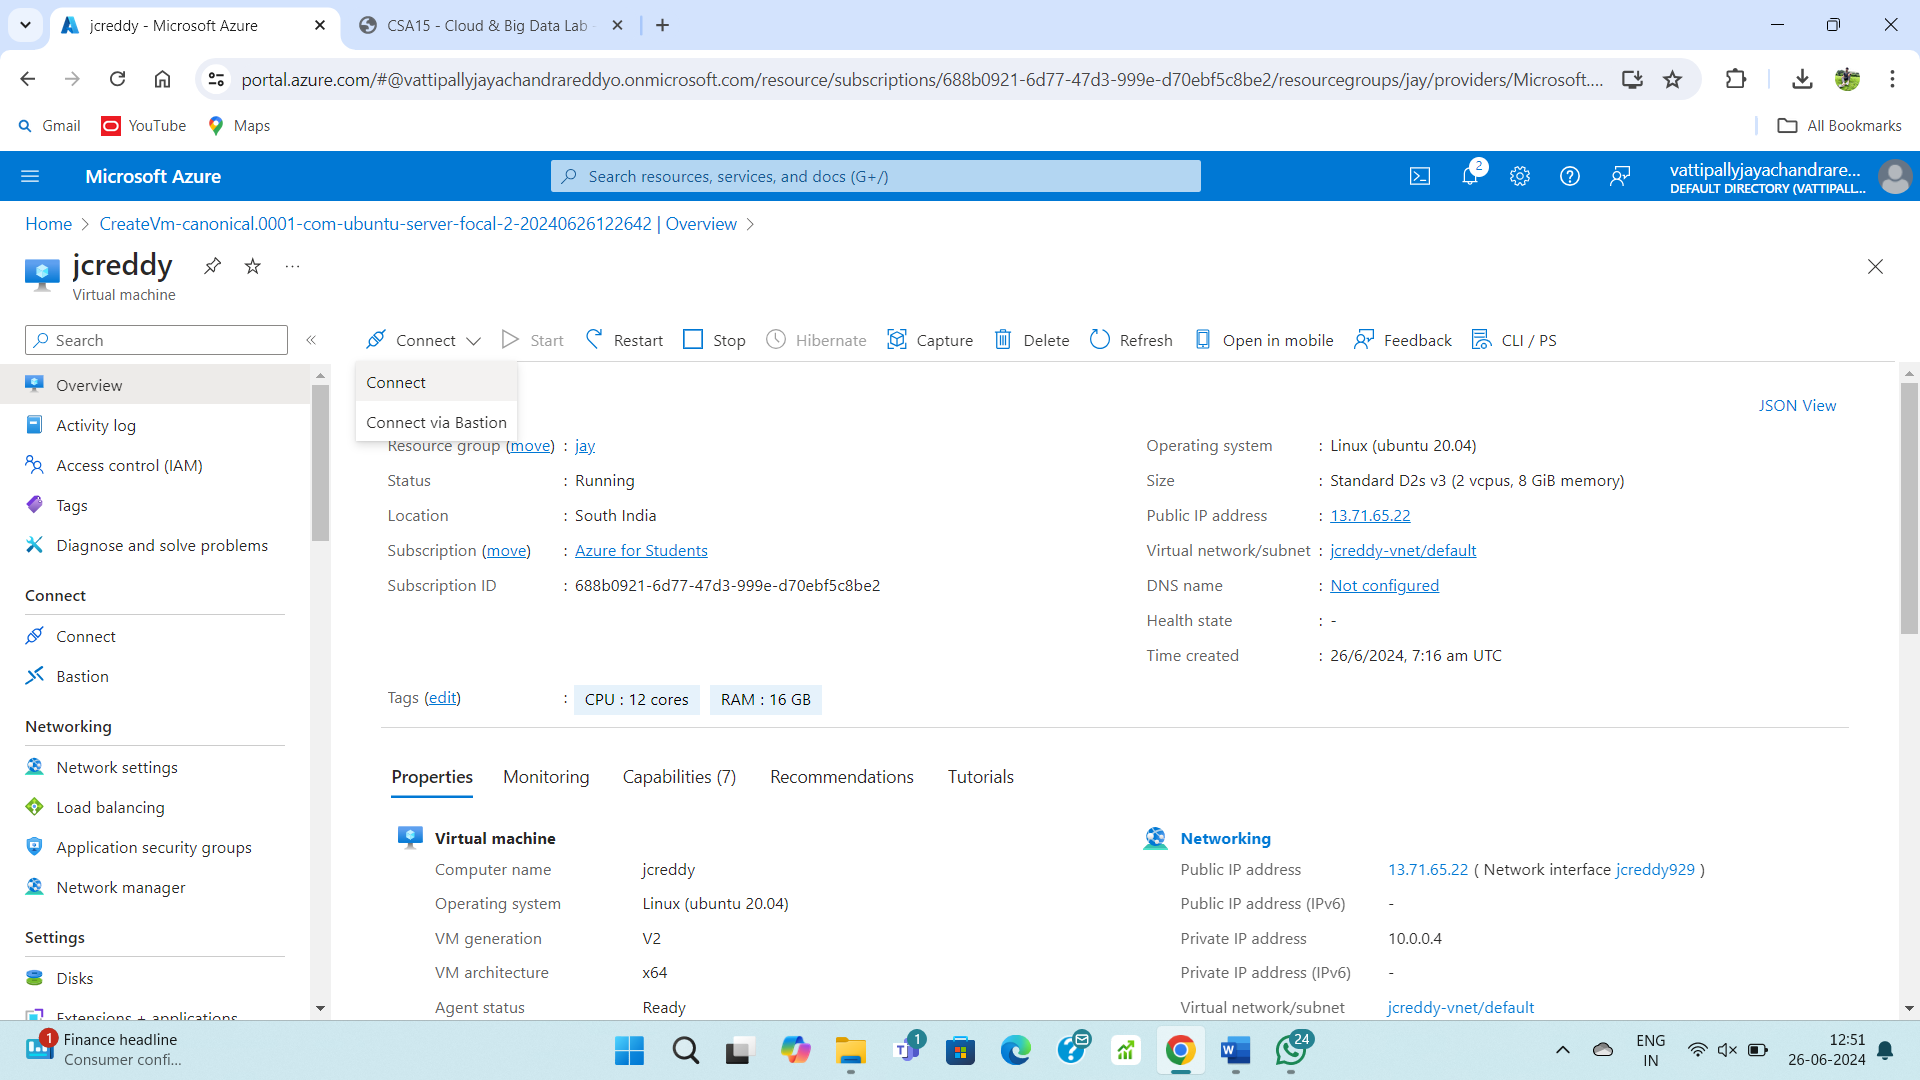 jcreddy - Microsoft Azure
CSA15 - Cloud & Big Data Lab -
portal.azure.com/#@vattipallyjayachandrareddyo.onmicrosoft.com/resource/subscriptions/688b0921-6d77-47d3-999e-d70ebf5c8be2/resourcegroups/jay/providers/Microsoft....
Gmail
YouTube
Maps
All Bookmarks
Microsoft Azure
Search resources, services, and docs (G+/)
2
vattipallyjayachandrare...
DEFAULT DIRECTORY (VATTIPALL...
Home > CreateVm-canonical.0001-com-ubuntu-server-focal-2-20240626122642 | Overview >
jcreddy
...
Virtual machine
Search
«
Connect
Start
Restart
Stop
Hibernate
Capture
Delete
Refresh
Open in mobile
Feedback
CLI / PS
Connect
Connect via Bastion
Overview
Activity log
Access control (IAM)
Tags
Diagnose and solve problems
Connect
Connect
Bastion
Networking
Network settings
Load balancing
Application security groups
Network manager
Settings
Disks
Extensions + applications
JSON View
Resource group (move) : jay
Status : Running
Location : South India
Subscription (move) : Azure for Students
Subscription ID : 688b0921-6d77-47d3-999e-d70ebf5c8be2
Operating system : Linux (ubuntu 20.04)
Size : Standard D2s v3 (2 vcpus, 8 GiB memory)
Public IP address : 13.71.65.22
Virtual network/subnet : jcreddy-vnet/default
DNS name : Not configured
Health state : -
Time created : 26/6/2024, 7:16 am UTC
Tags (edit) : CPU : 12 cores RAM : 16 GB
Properties
Monitoring
Capabilities (7)
Recommendations
Tutorials
Virtual machine
Computer name jcreddy
Operating system Linux (ubuntu 20.04)
VM generation V2
VM architecture x64
Agent status Ready
Networking
Public IP address 13.71.65.22 ( Network interface jcreddy929 )
Public IP address (IPv6) -
Private IP address 10.0.0.4
Private IP address (IPv6) -
Virtual network/subnet jcreddy-vnet/default
1
Finance headline
Consumer confi...
1
24
ENG
IN
12:51
26-06-2024